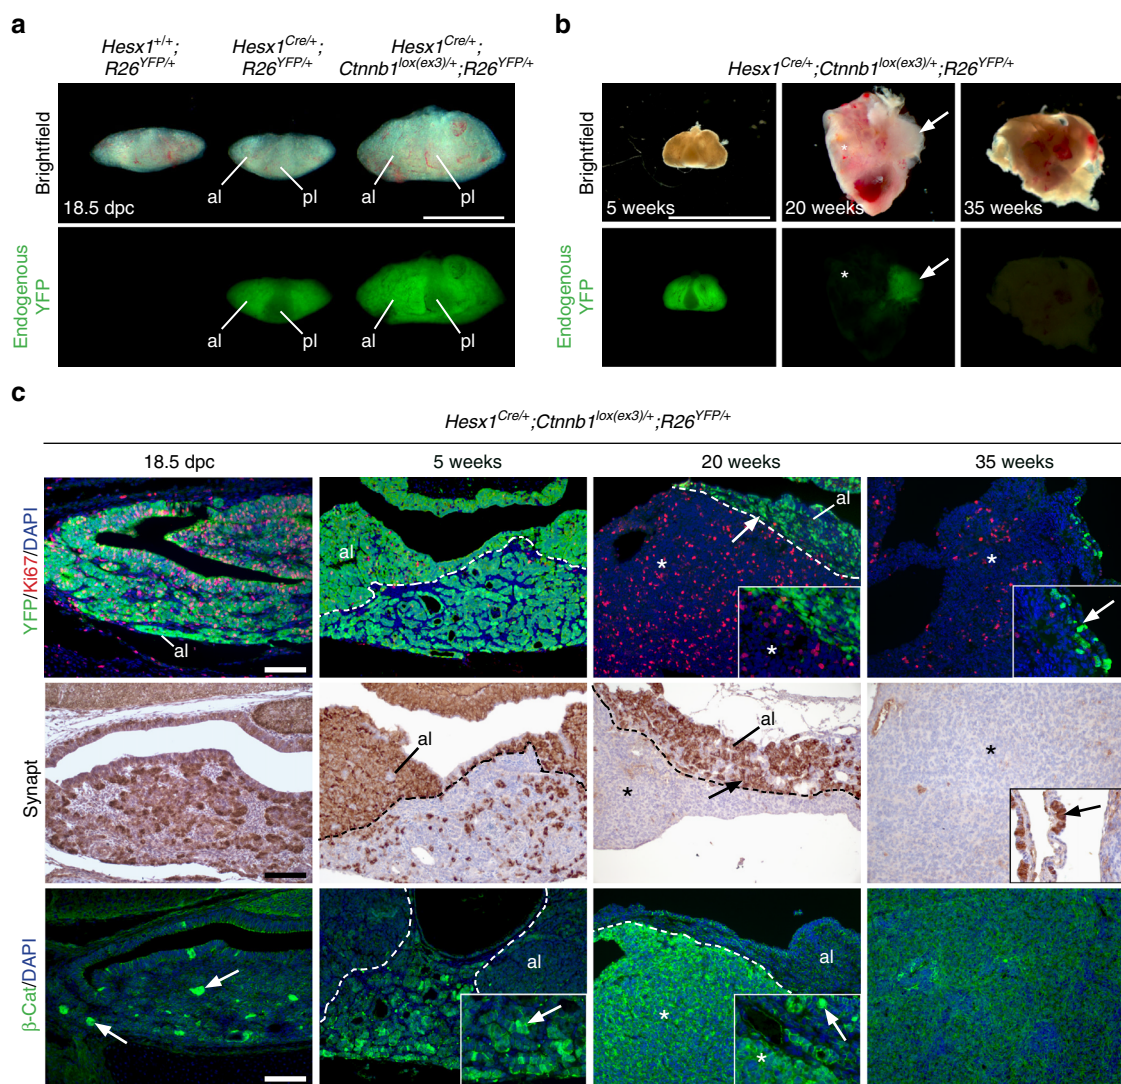 a
Hesx1+/+;
R26YFP/+
Hesx1Cre/+;
R26YFP/+
Hesx1Cre/+;
Ctnnb1lox(ex3)/+;R26YFP/+
Brightfield
al
pl
al
pl
18.5 dpc
Endogenous
YFP
al
pl
al
pl
b
Hesx1Cre/+;Ctnnb1lox(ex3)/+;R26YFP/+
Brightfield
*
5 weeks
20 weeks
35 weeks
Endogenous
YFP
*
c
Hesx1Cre/+;Ctnnb1lox(ex3)/+;R26YFP/+
18.5 dpc
5 weeks
20 weeks
35 weeks
YFP/Ki67/DAPI
al
al
al
*
*
*
Synapt
al
al
*
*
β-Cat/DAPI
al
al
*
*